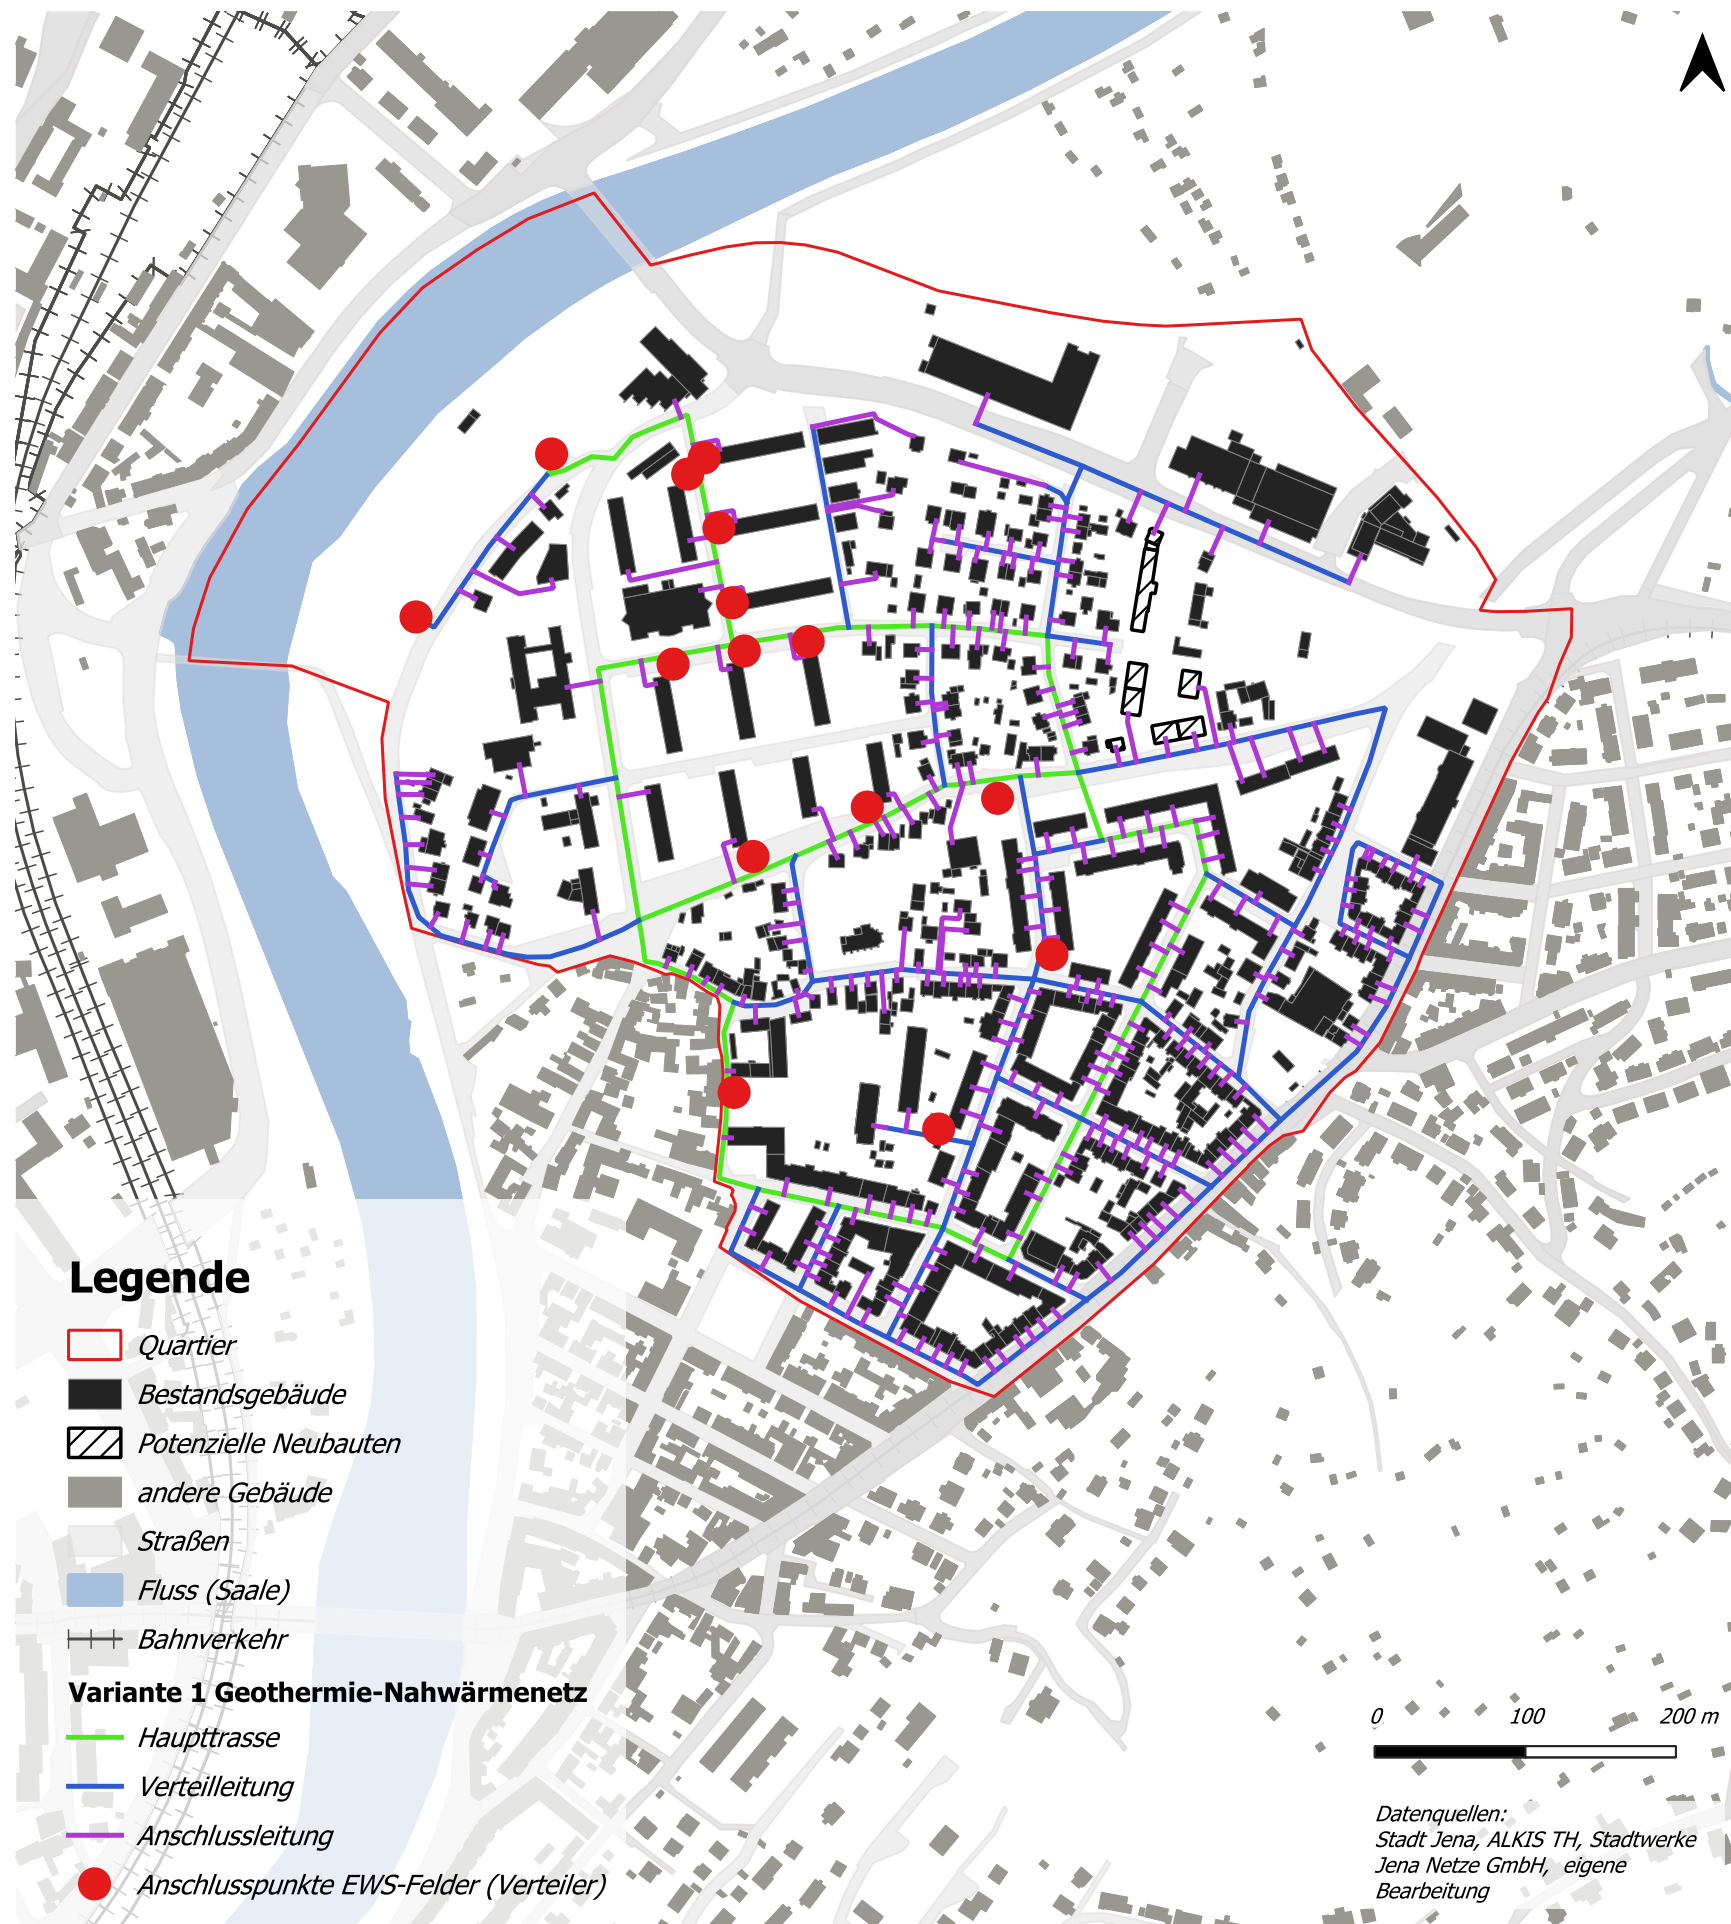 Legende
Quartier
Bestandsgebäude
Potenzielle Neubauten
andere Gebäude
Straßen
Fluss (Saale)
Bahnverkehr
Variante 1 Geothermie-Nahwärmenetz
Haupttrasse
Verteilleitung
Anschlussleitung
Anschlusspunkte EWS-Felder (Verteiler)
0 100 200 m
Datenquellen:
Stadt Jena, ALKIS TH, Stadtwerke
Jena Netze GmbH, eigene
Bearbeitung